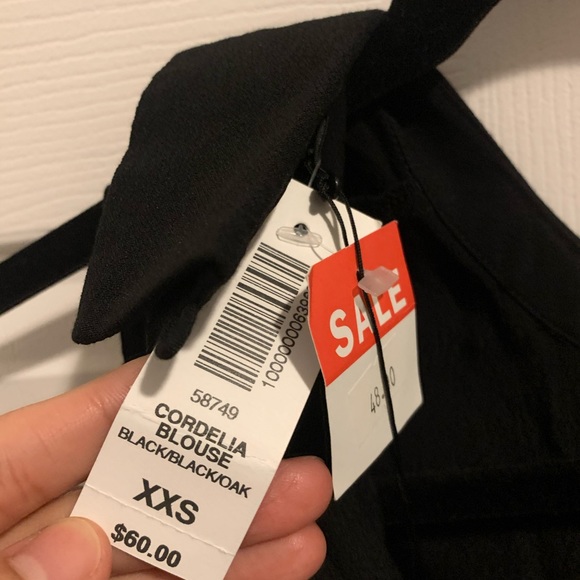 58749
CORDELIA
BLOUSE
BLACK/BLACK/OAK
XXS
$60.00
SALE